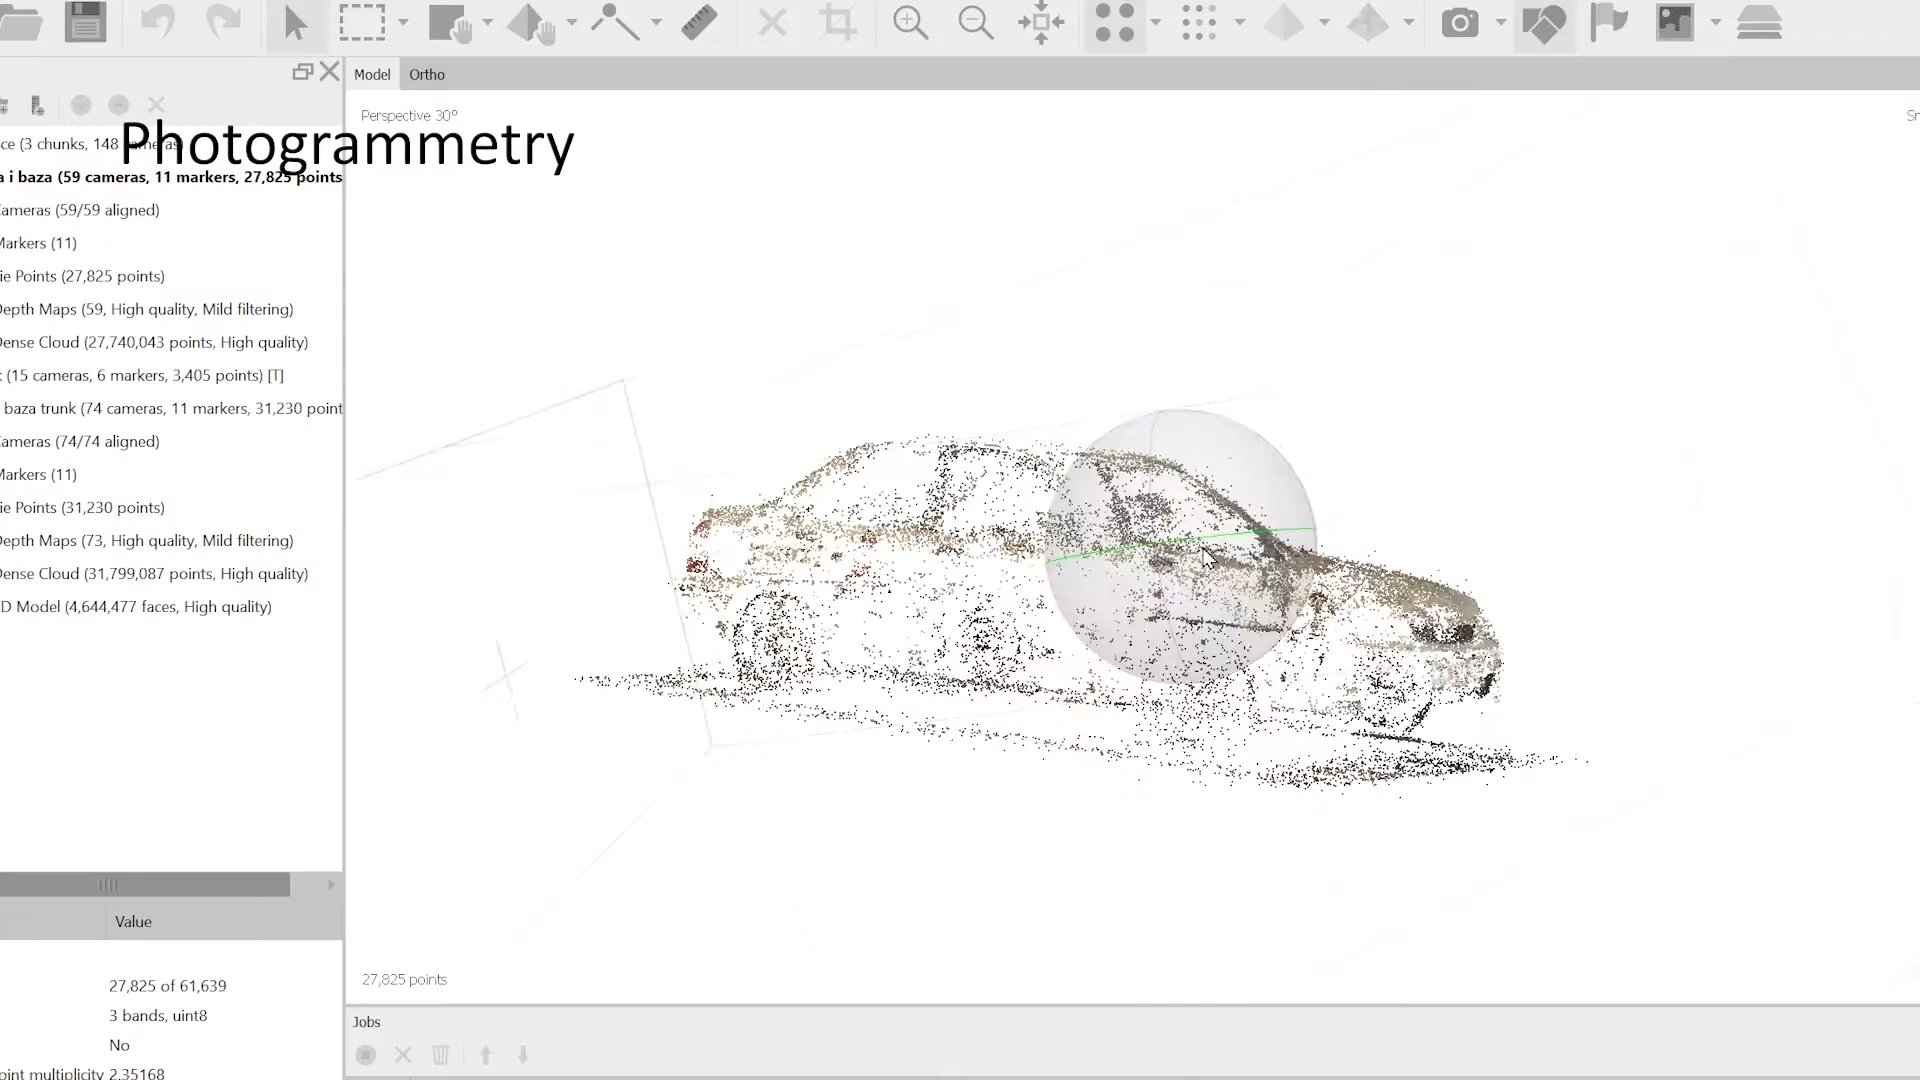 Model
Ortho
Perspective 30°
Sn
Photogrammetry
ce (3 chunks, 148 cameras)
a i baza (59 cameras, 11 markers, 27,825 points
Cameras (59/59 aligned)
Markers (11)
ie Points (27,825 points)
Depth Maps (59, High quality, Mild filtering)
Dense Cloud (27,740,043 points, High quality)
k (15 cameras, 6 markers, 3,405 points) [T]
baza trunk (74 cameras, 11 markers, 31,230 point
Cameras (74/74 aligned)
Markers (11)
ie Points (31,230 points)
Depth Maps (73, High quality, Mild filtering)
Dense Cloud (31,799,087 points, High quality)
D Model (4,644,477 faces, High quality)
Value
27,825 of 61,639
3 bands, uint8
No
oint multiplicity 2.35168
27,825 points
Jobs